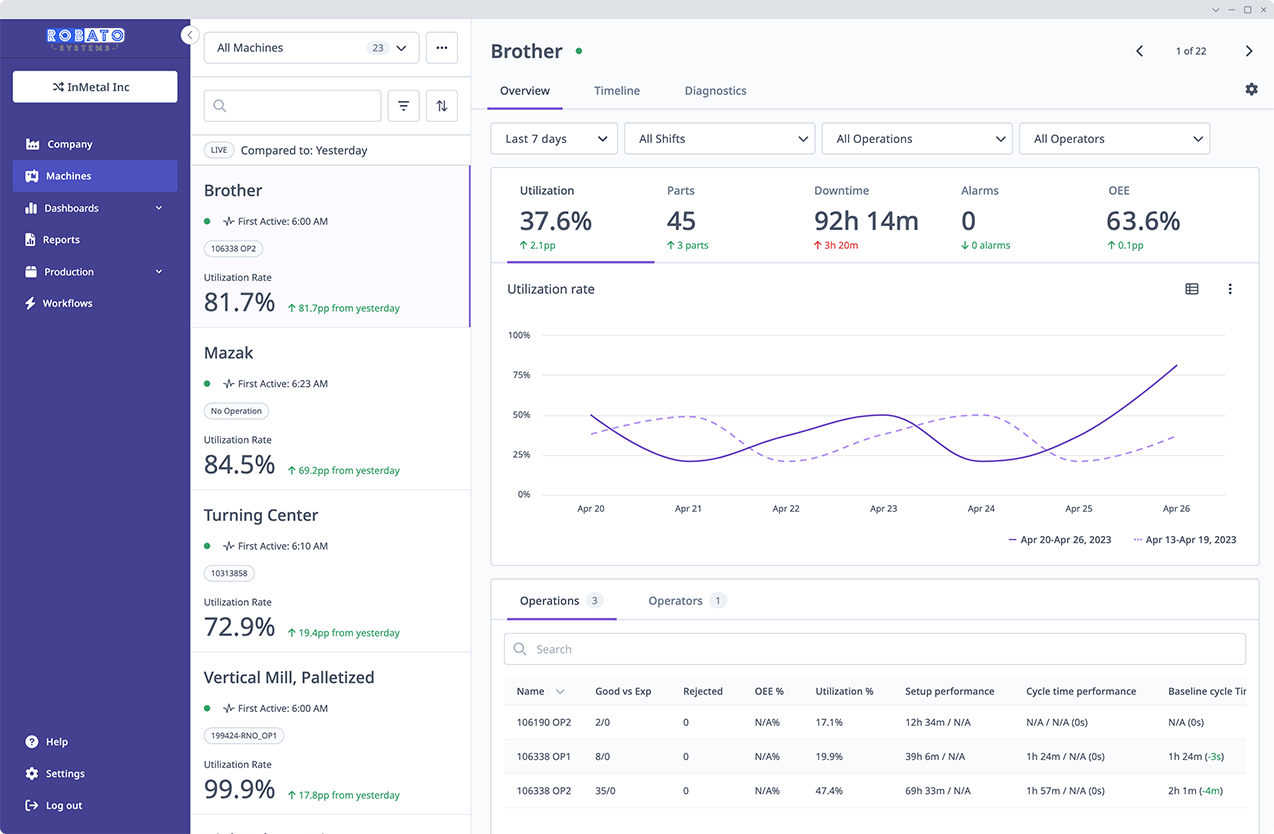 ROBATO
SYSTEMS
InMetal Inc
Company
Machines
Dashboards
Reports
Production
Workflows
Help
Settings
Log out
All Machines 23
LIVE Compared to: Yesterday
Brother
First Active: 6:00 AM
106338 OP2
Utilization Rate
81.7% ↑ 81.7pp from yesterday
Mazak
First Active: 6:23 AM
No Operation
Utilization Rate
84.5% ↑ 69.2pp from yesterday
Turning Center
First Active: 6:10 AM
10313858
Utilization Rate
72.9% ↑ 19.4pp from yesterday
Vertical Mill, Palletized
First Active: 6:00 AM
199424-RNO_OP1
Utilization Rate
99.9% ↑ 17.8pp from yesterday
Brother 1 of 22
Overview Timeline Diagnostics
Last 7 days All Shifts All Operations All Operators
Utilization Parts Downtime Alarms OEE
37.6% 45 92h 14m 0 63.6%
↑ 2.1pp ↑ 3 parts ↑ 3h 20m ↓ 0 alarms ↑ 0.1pp
Utilization rate
100%
75%
50%
25%
0%
Apr 20 Apr 21 Apr 22 Apr 23 Apr 24 Apr 25 Apr 26
Apr 20-Apr 26, 2023 Apr 13-Apr 19, 2023
Operations 3 Operators 1
Search
Name Good vs Exp Rejected OEE % Utilization % Setup performance Cycle time performance Baseline cycle Tir
106190 OP2 2/0 0 N/A% 17.1% 12h 34m / N/A N/A / N/A (0s) N/A (0s)
106338 OP1 8/0 0 N/A% 19.9% 39h 6m / N/A 1h 24m / N/A (0s) 1h 24m (-3s)
106338 OP2 35/0 0 N/A% 47.4% 69h 33m / N/A 1h 57m / N/A (0s) 2h 1m (-4m)